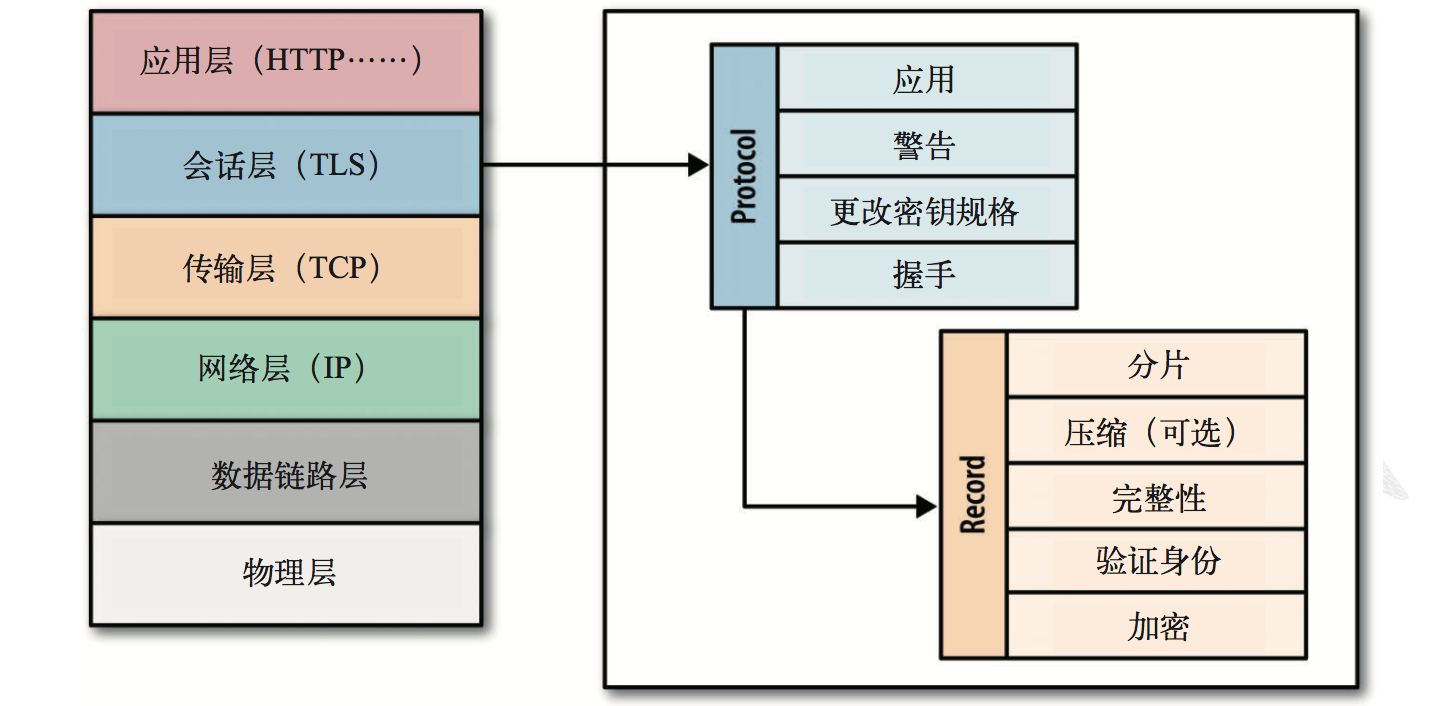 应用层（HTTP……）
会话层（TLS）
传输层（TCP）
网络层（IP）
数据链路层
物理层
Protocol
应用
警告
更改密钥规格
握手
Record
分片
压缩（可选）
完整性
验证身份
加密